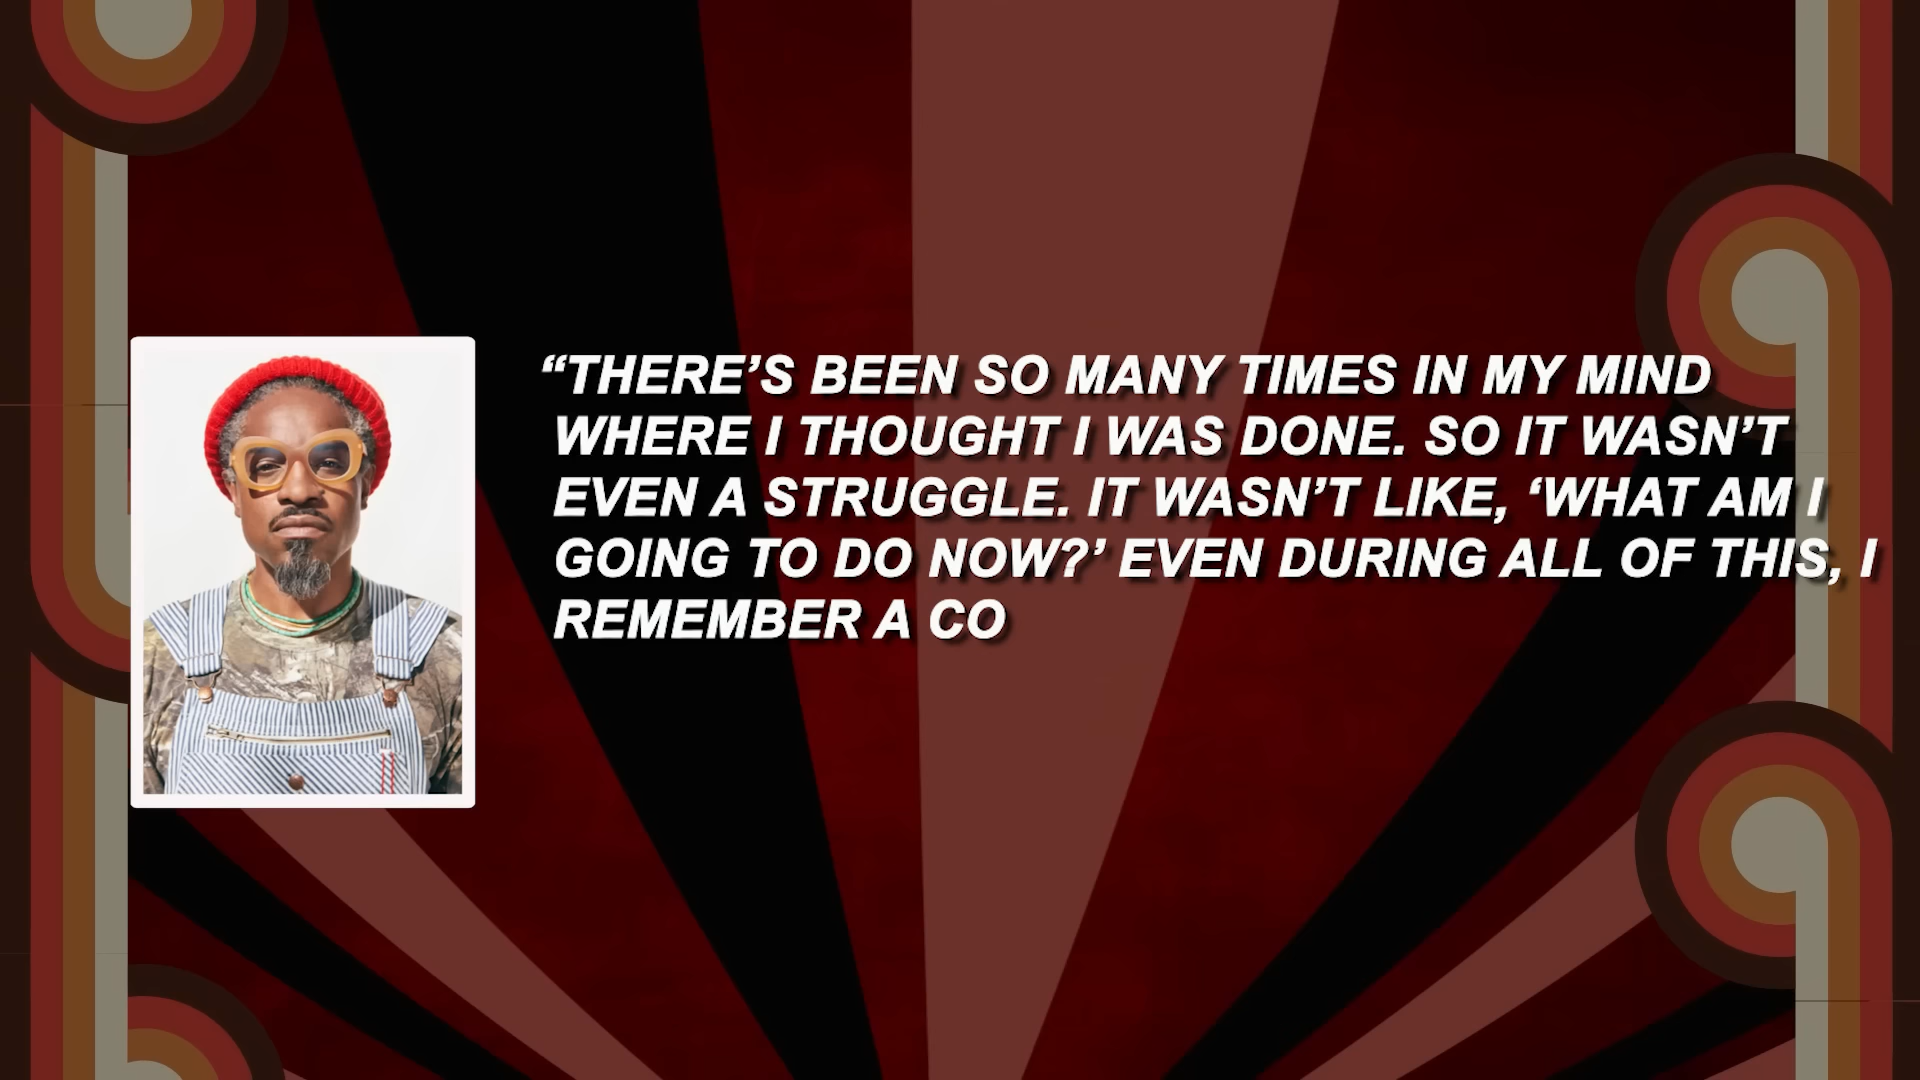 “THERE’S BEEN SO MANY TIMES IN MY MIND
WHERE I THOUGHT I WAS DONE. SO IT WASN’T
EVEN A STRUGGLE. IT WASN’T LIKE, ‘WHAT AM I
GOING TO DO NOW?’ EVEN DURING ALL OF THIS, I
REMEMBER A CO